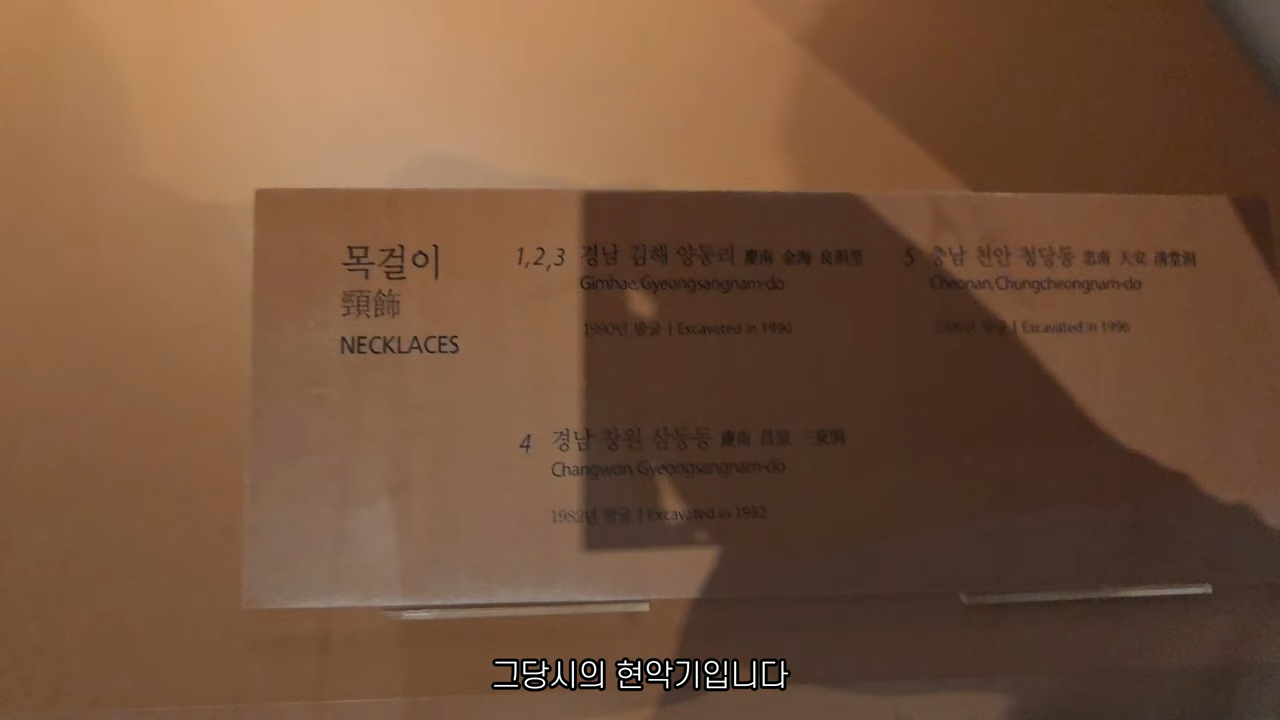 목걸이
頸飾
NECKLACES
1,2,3 경남 김해 양동리 慶南 金海 良洞里
Gimhae, Gyeongsangnam-do
1990년 발굴 | Excavated in 1990
4 경남 창원 삼동동 慶南 昌原 三東洞
Changwon, Gyeongsangnam-do
1982년 발굴 | Excavated in 1982
5 충남 천안 청당동 忠南 天安 淸堂洞
Cheonan, Chungcheongnam-do
발굴 | Excavated in
그당시의 현악기입니다